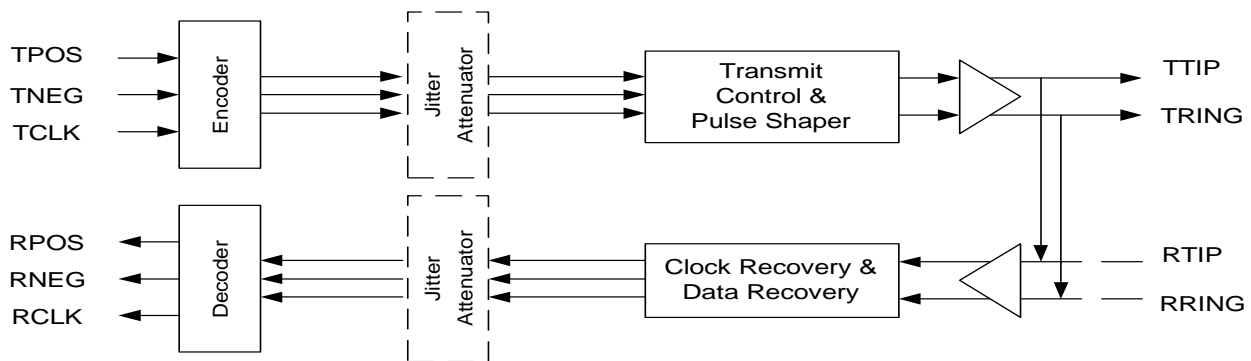 TPOS
TNEG
TCLK
Encoder
Jitter
Attenuator
Transmit
Control &
Pulse Shaper
TTIP
TRING
RPOS
RNEG
RCLK
Decoder
Jitter
Attenuator
Clock Recovery &
Data Recovery
RTIP
RRING